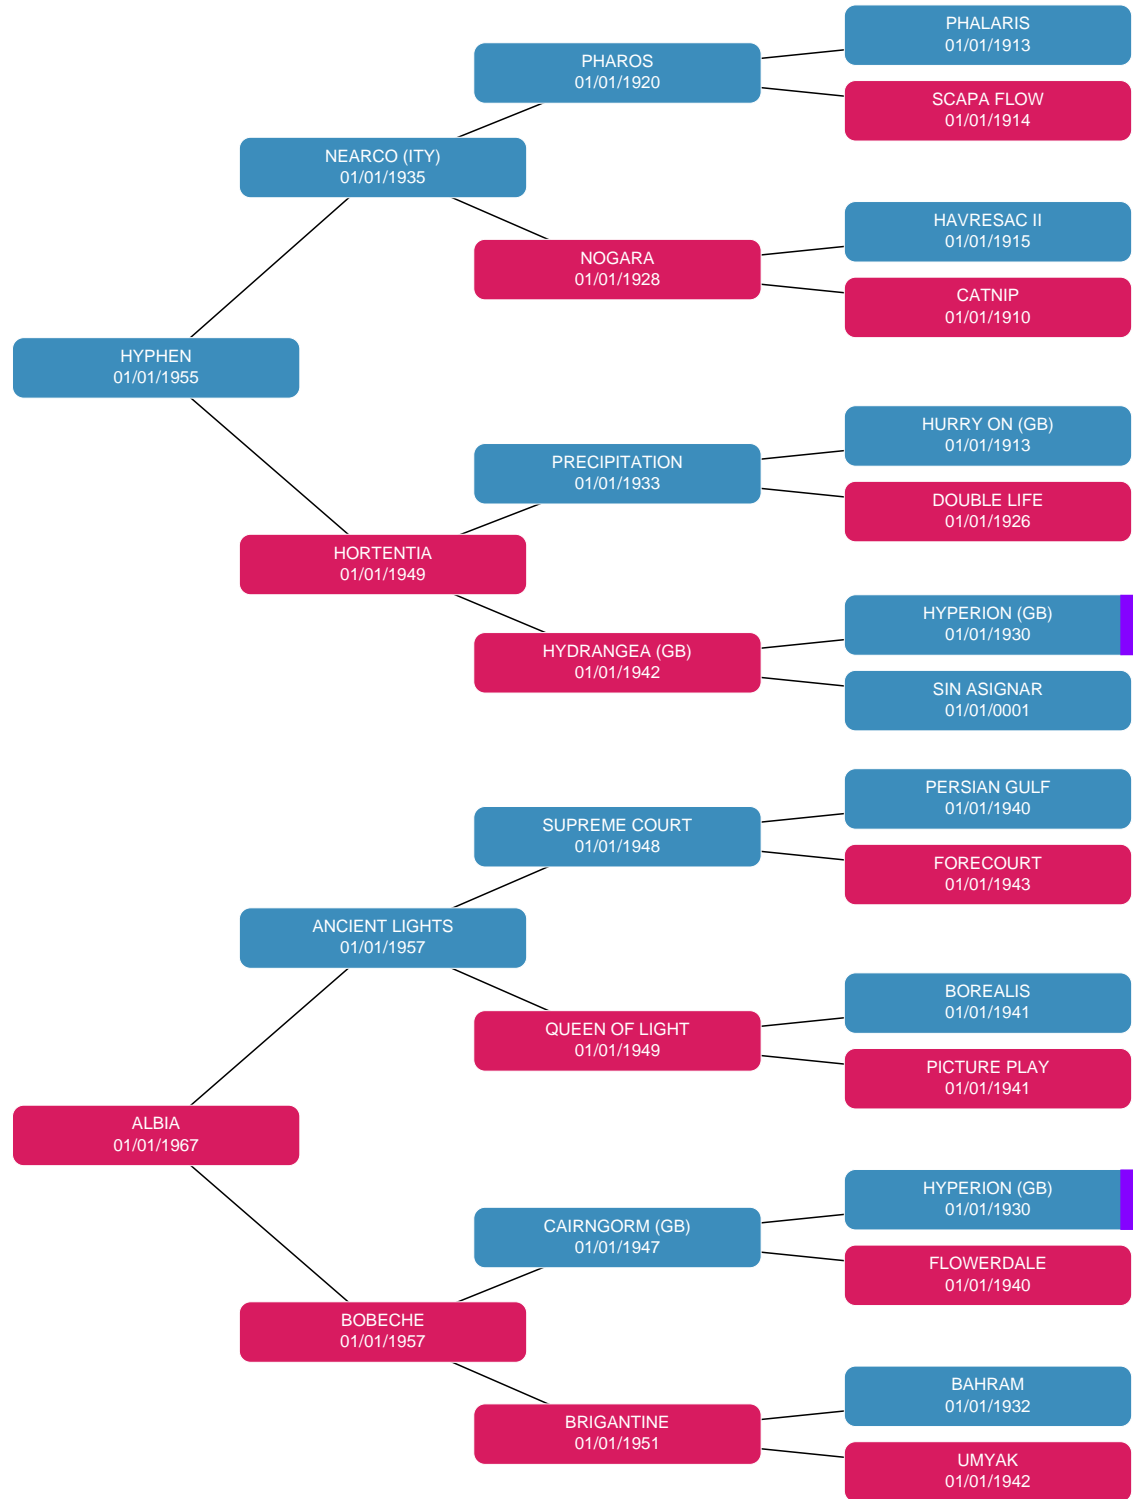 PHALARIS
01/01/1913
PHAROS
01/01/1920
SCAPA FLOW
01/01/1914
NEARCO (ITY)
01/01/1935
HAVRESAC II
01/01/1915
NOGARA
01/01/1928
CATNIP
01/01/1910
HYPHEN
01/01/1955
HURRY ON (GB)
01/01/1913
PRECIPITATION
01/01/1933
DOUBLE LIFE
01/01/1926
HORTENTIA
01/01/1949
HYPERION (GB)
01/01/1930
HYDRANGEA (GB)
01/01/1942
SIN ASIGNAR
01/01/0001
PERSIAN GULF
01/01/1940
SUPREME COURT
01/01/1948
FORECOURT
01/01/1943
ANCIENT LIGHTS
01/01/1957
BOREALIS
01/01/1941
QUEEN OF LIGHT
01/01/1949
PICTURE PLAY
01/01/1941
ALBIA
01/01/1967
HYPERION (GB)
01/01/1930
CAIRNGORM (GB)
01/01/1947
FLOWERDALE
01/01/1940
BOBECHE
01/01/1957
BAHRAM
01/01/1932
BRIGANTINE
01/01/1951
UMYAK
01/01/1942